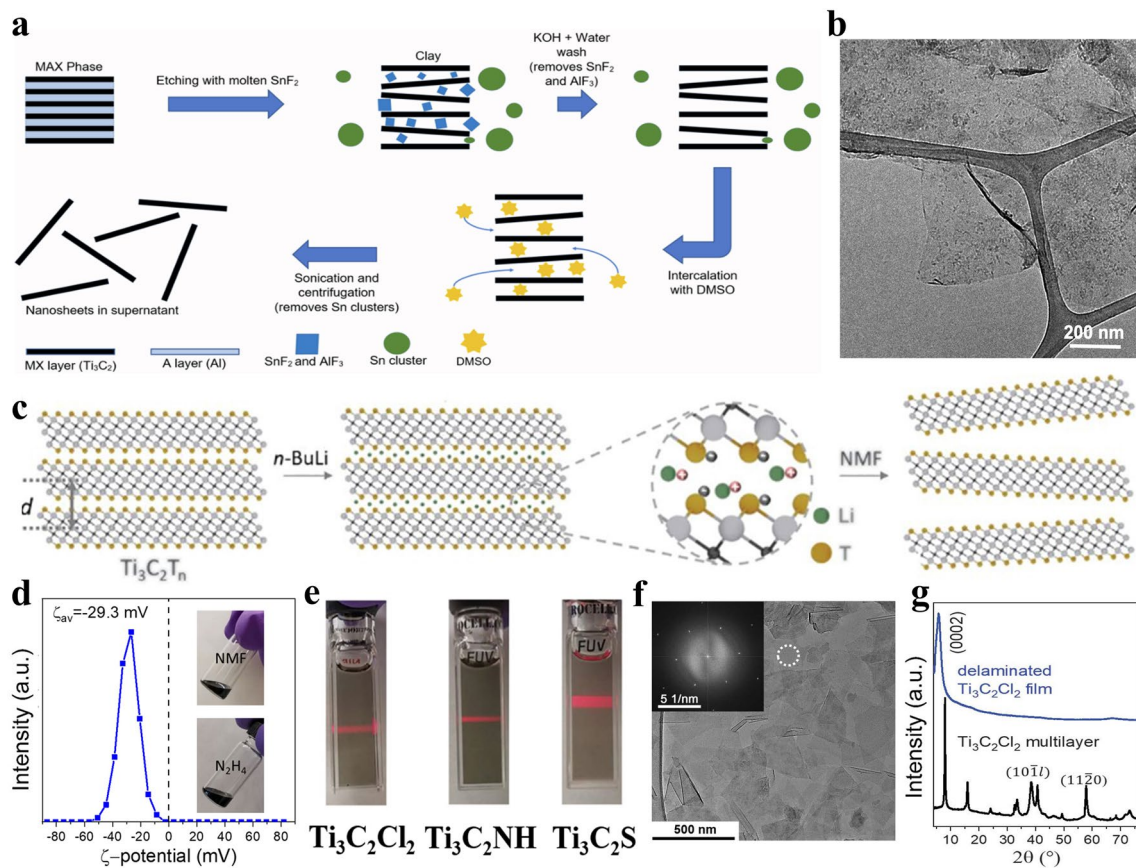 a
MAX Phase
Etching with molten SnF₂
Clay
KOH + Water
wash
(removes SnF₂
and AlF₃)
Intercalation
with DMSO
Sonication and
centrifugation
(removes Sn clusters)
Nanosheets in supernatant
MX layer (Ti₃C₂)
A layer (Al)
SnF₂ and AlF₃
Sn cluster
DMSO
b
200 nm
c
d
Ti₃C₂Tₙ
n-BuLi
NMF
Li
T
d
ζav=-29.3 mV
NMF
N₂H₄
Intensity (a.u.)
-80 -60 -40 -20 0 20 40 60 80
ζ–potential (mV)
e
FUV
FUV
Ti₃C₂Cl₂ Ti₃C₂NH Ti₃C₂S
f
5 1/nm
500 nm
g
Intensity (a.u.)
(0002)
delaminated
Ti₃C₂Cl₂ film
Ti₃C₂Cl₂ multilayer
(101̅l)
(112̅0)
10 20 30 40 50 60 70
2θ (°)